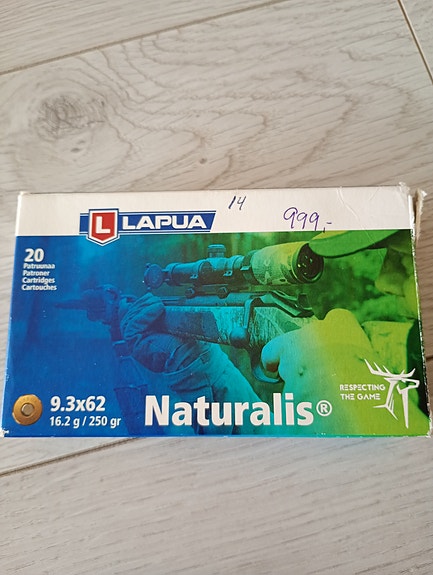 14
999,-
L LAPUA
20
Patruunaa
Patroner
Cartridges
Cartouches
RESPECTING
THE GAME
9.3x62
16.2 g / 250 gr
Naturalis®